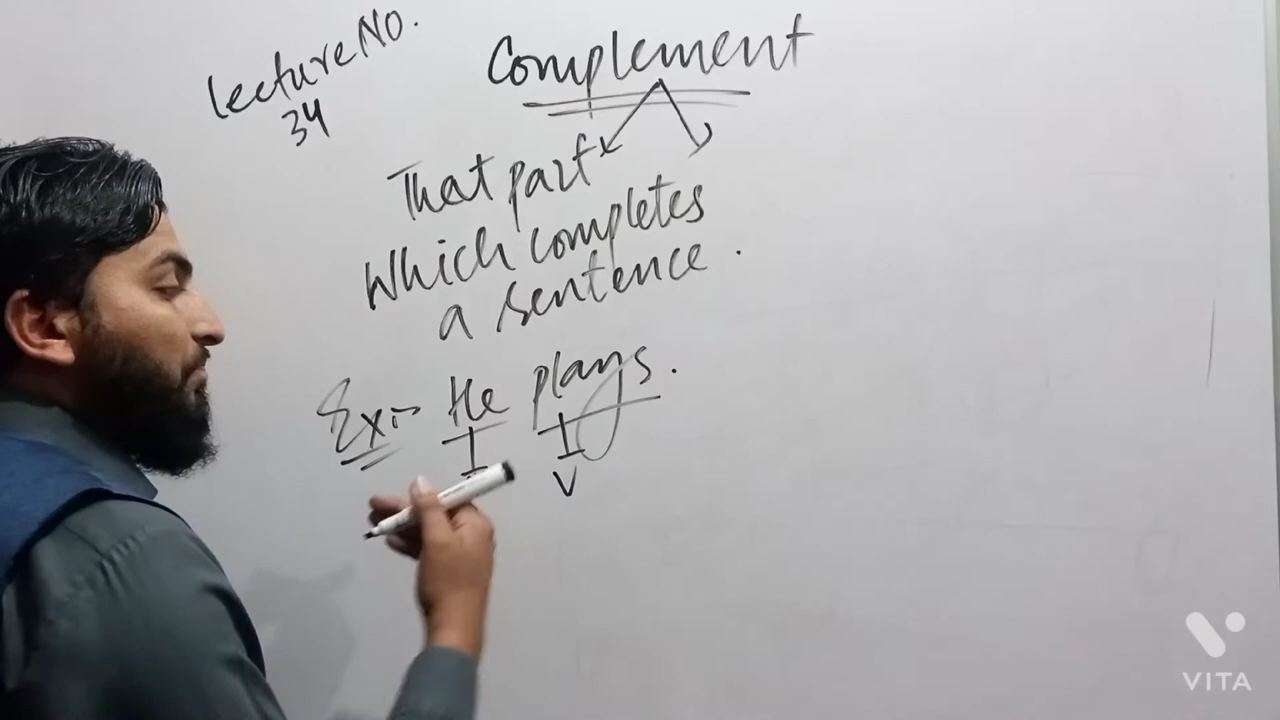 Lecture No.
34
Complement
That part
which completes
a sentence.
Ex:- He plays.
V
VITA